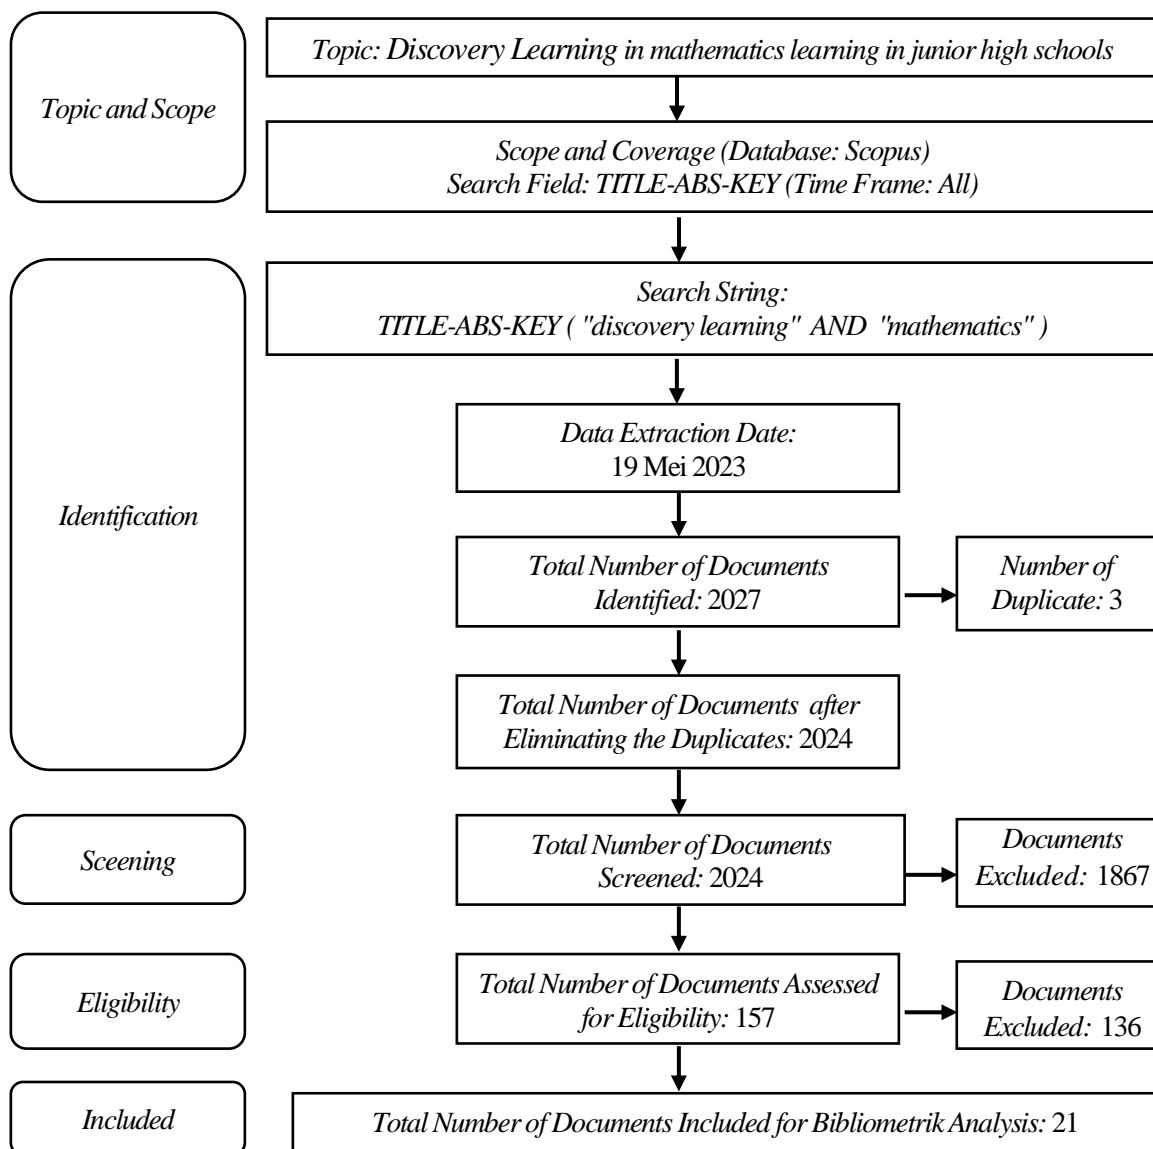 Topic and Scope
Topic: Discovery Learning in mathematics learning in junior high schools
Scope and Coverage (Database: Scopus)
Search Field: TITLE-ABS-KEY (Time Frame: All)
Identification
Search String:
TITLE-ABS-KEY ( "discovery learning" AND "mathematics" )
Data Extraction Date:
19 Mei 2023
Total Number of Documents
Identified: 2027
Number of
Duplicate: 3
Total Number of Documents after
Eliminating the Duplicates: 2024
Sceening
Total Number of Documents
Screened: 2024
Documents
Excluded: 1867
Eligibility
Total Number of Documents Assessed
for Eligibility: 157
Documents
Excluded: 136
Included
Total Number of Documents Included for Bibliometrik Analysis: 21